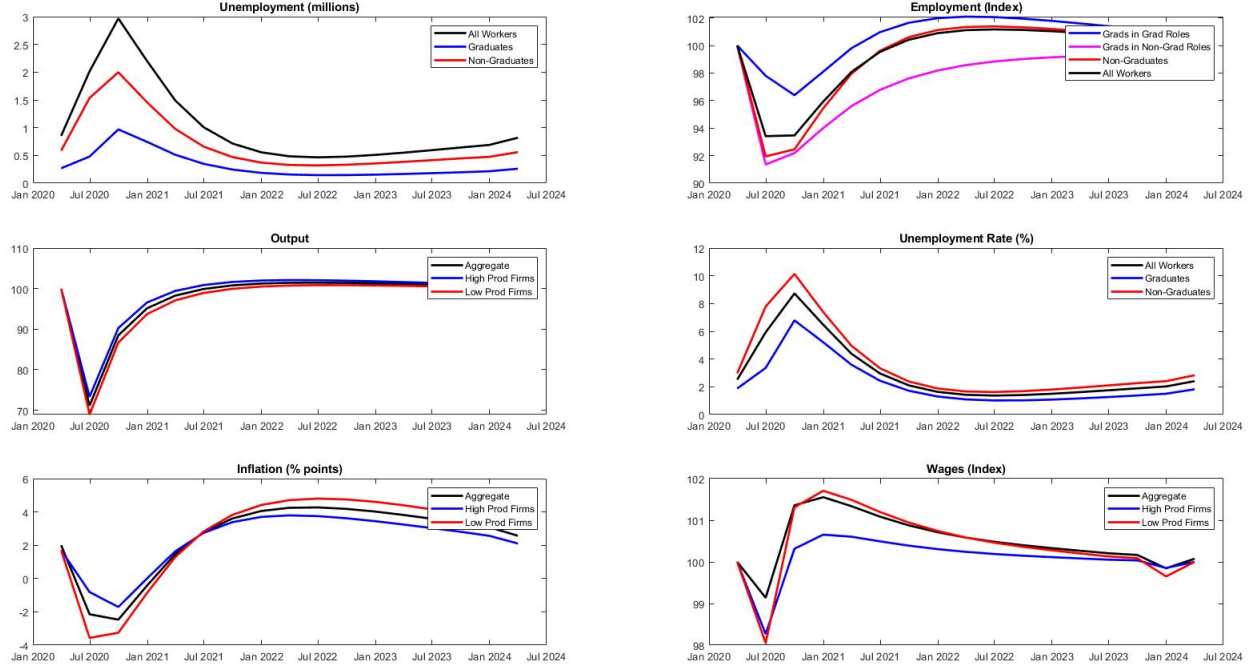 Unemployment (millions)
3
2.5
2
1.5
1
0.5
0
Jan 2020 Jul 2020 Jan 2021 Jul 2021 Jan 2022 Jul 2022 Jan 2023 Jul 2023 Jan 2024 Jul 2024
All Workers
Graduates
Non-Graduates
Employment (Index)
102
100
98
96
94
92
90
Jan 2020 Jul 2020 Jan 2021 Jul 2021 Jan 2022 Jul 2022 Jan 2023 Jul 2023 Jan 2024 Jul 2024
Grads in Grad Roles
Grads in Non-Grad Roles
Non-Graduates
All Workers
Output
110
100
90
80
70
Jan 2020 Jul 2020 Jan 2021 Jul 2021 Jan 2022 Jul 2022 Jan 2023 Jul 2023 Jan 2024 Jul 2024
Aggregate
High Prod Firms
Low Prod Firms
Unemployment Rate (%)
12
10
8
6
4
2
0
Jan 2020 Jul 2020 Jan 2021 Jul 2021 Jan 2022 Jul 2022 Jan 2023 Jul 2023 Jan 2024 Jul 2024
All Workers
Graduates
Non-Graduates
Inflation (% points)
6
4
2
0
-2
-4
Jan 2020 Jul 2020 Jan 2021 Jul 2021 Jan 2022 Jul 2022 Jan 2023 Jul 2023 Jan 2024 Jul 2024
Aggregate
High Prod Firms
Low Prod Firms
Wages (Index)
102
101
100
99
98
Jan 2020 Jul 2020 Jan 2021 Jul 2021 Jan 2022 Jul 2022 Jan 2023 Jul 2023 Jan 2024 Jul 2024
Aggregate
High Prod Firms
Low Prod Firms